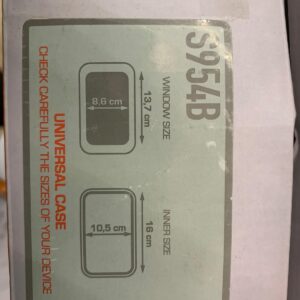 S954B
WINDOW SIZE
13,7 cm
8,6 cm
INNER SIZE
16 cm
10,5 cm
UNIVERSAL CASE
CHECK CAREFULLY THE SIZES OF YOUR DEVICE